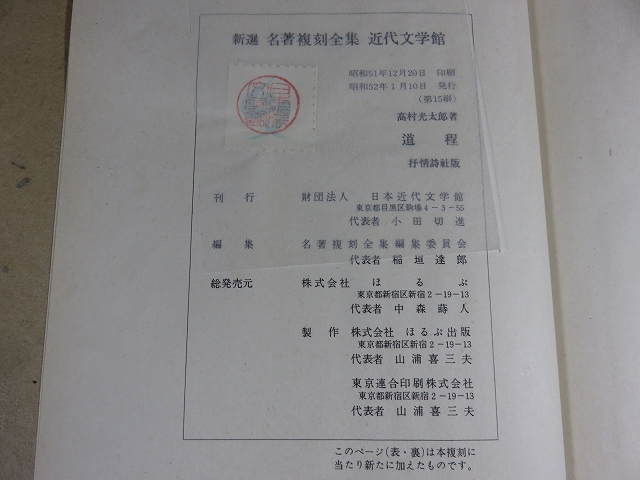 新選 名著複刻全集 近代文学館
昭和51年12月20日 印刷
昭和52年1月10日 発行
(第15刷)
高村光太郎著
道程
抒情詩社版
刊行 財団法人 日本近代文学館
東京都目黒区駒場4-3-55
代表者 小田切進
編集 名著複刻全集編集委員会
代表者 稲垣達郎
総発売元 株式会社 ほるぷ
東京都新宿区新宿2-19-13
代表者 中森蒔人
製作 株式会社 ほるぷ出版
東京都新宿区新宿2-19-13
代表者 山浦喜三夫
東京連合印刷株式会社
東京都新宿区新宿2-19-13
代表者 山浦喜三夫
このページ(表・裏)は本複刻に
当たり新たに加えたものです。